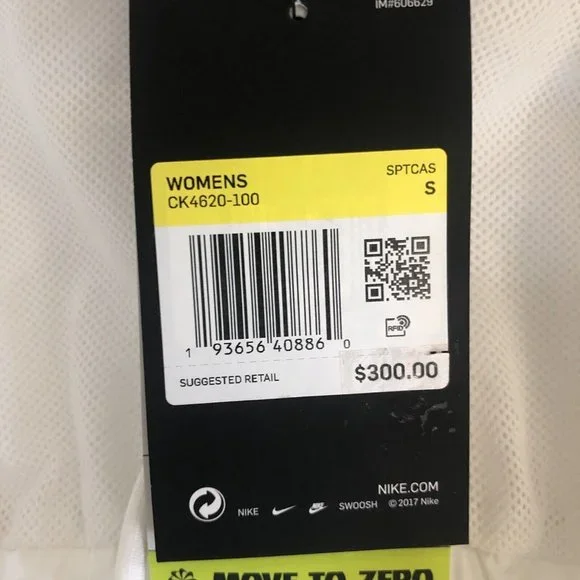 IM#606629
WOMENS
CK4620-100
SPTCAS
S
1 93656 40886 0
RFID
SUGGESTED RETAIL
$300.00
NIKE.COM
NIKE SWOOSH © 2017 Nike
MOVE TO ZERO